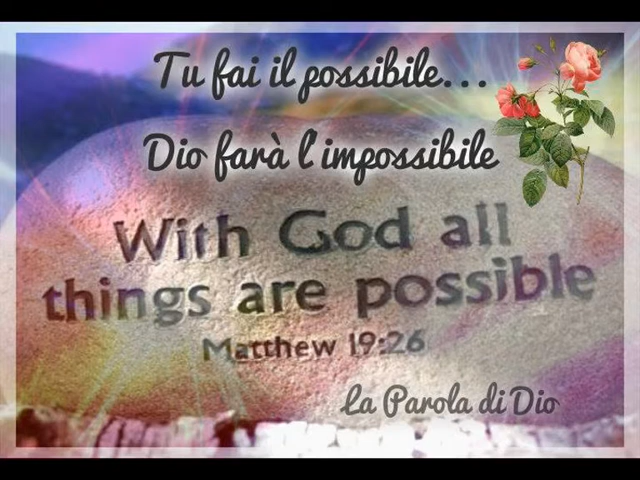 Tu fai il possibile...
Dio farà l'impossibile
With God all
things are possible
Matthew 19:26
La Parola di Dio